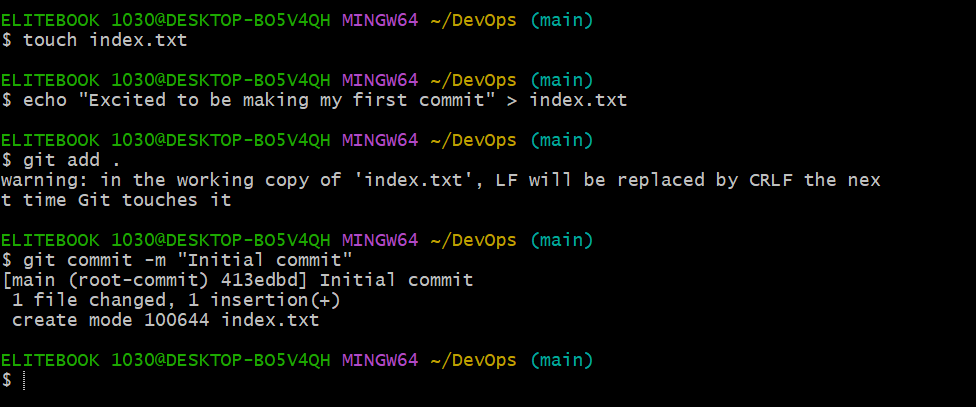 ELITEBOOK 1030@DESKTOP-BO5V4QH MINGW64 ~/DevOps (main)
$ touch index.txt
ELITEBOOK 1030@DESKTOP-BO5V4QH MINGW64 ~/DevOps (main)
$ echo "Excited to be making my first commit" > index.txt
ELITEBOOK 1030@DESKTOP-BO5V4QH MINGW64 ~/DevOps (main)
$ git add .
warning: in the working copy of 'index.txt', LF will be replaced by CRLF the nex
t time Git touches it
ELITEBOOK 1030@DESKTOP-BO5V4QH MINGW64 ~/DevOps (main)
$ git commit -m "Initial commit"
[main (root-commit) 413edbd] Initial commit
 1 file changed, 1 insertion(+)
 create mode 100644 index.txt
ELITEBOOK 1030@DESKTOP-BO5V4QH MINGW64 ~/DevOps (main)
$